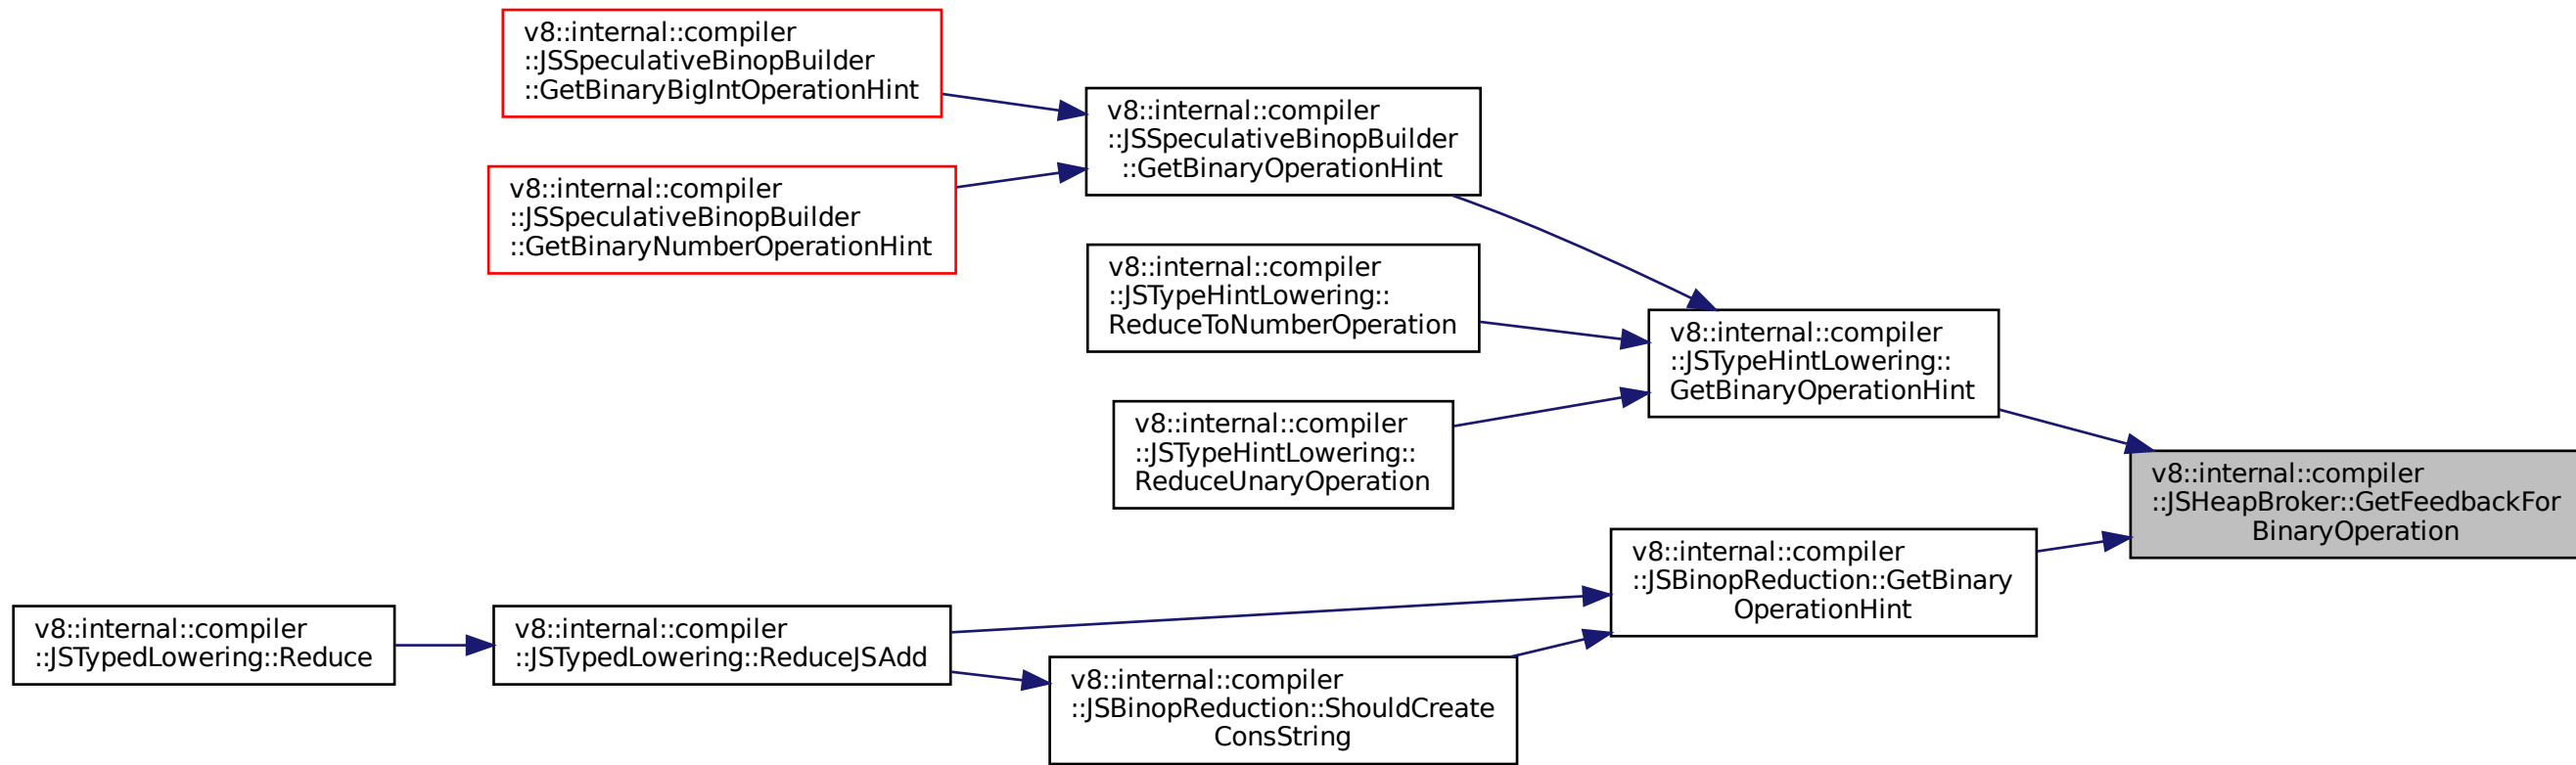 v8::internal::compiler
::JSSpeculativeBinopBuilder
::GetBinaryBigIntOperationHint
v8::internal::compiler
::JSSpeculativeBinopBuilder
::GetBinaryOperationHint
v8::internal::compiler
::JSSpeculativeBinopBuilder
::GetBinaryNumberOperationHint
v8::internal::compiler
::JSTypeHintLowering::
ReduceToNumberOperation
v8::internal::compiler
::JSTypeHintLowering::
GetBinaryOperationHint
v8::internal::compiler
::JSTypeHintLowering::
ReduceUnaryOperation
v8::internal::compiler
::JSHeapBroker::GetFeedbackFor
BinaryOperation
v8::internal::compiler
::JSBinopReduction::GetBinary
OperationHint
v8::internal::compiler
::JSTypedLowering::Reduce
v8::internal::compiler
::JSTypedLowering::ReduceJSAdd
v8::internal::compiler
::JSBinopReduction::ShouldCreate
ConsString